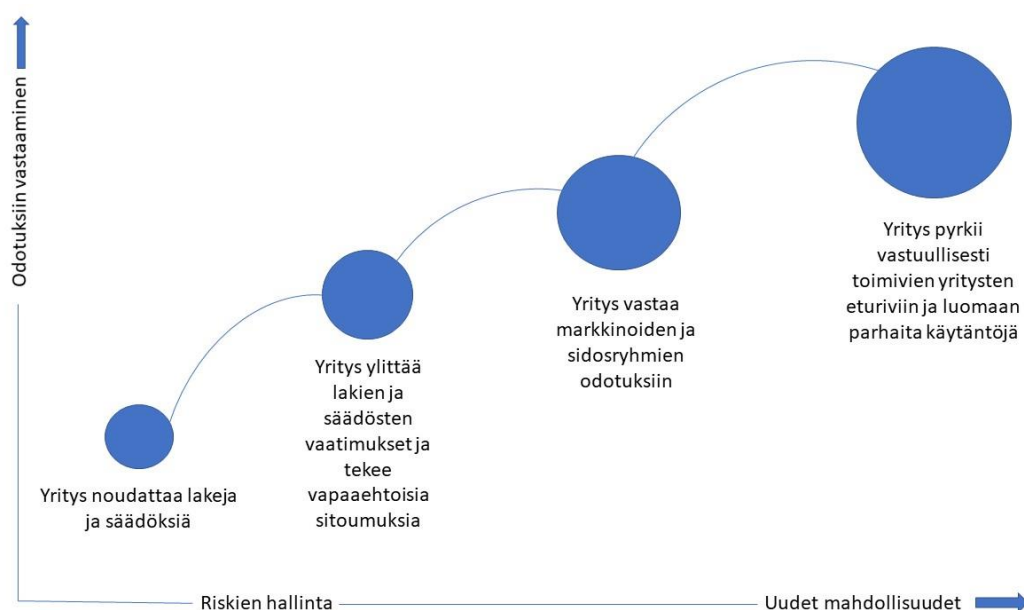 Odotuksiin vastaaminen
Yritys noudattaa lakeja
ja säädöksiä
Yritys ylittää
lakien ja
säädösten
vaatimukset ja
tekee
vapaaehtoisia
sitoumuksia
Yritys vastaa
markkinoiden ja
sidosryhmien
odotuksiin
Yritys pyrkii
vastuullisesti
toimivien yritysten
eturiviin ja luomaan
parhaita käytäntöjä
Riskien hallinta
Uudet mahdollisuudet